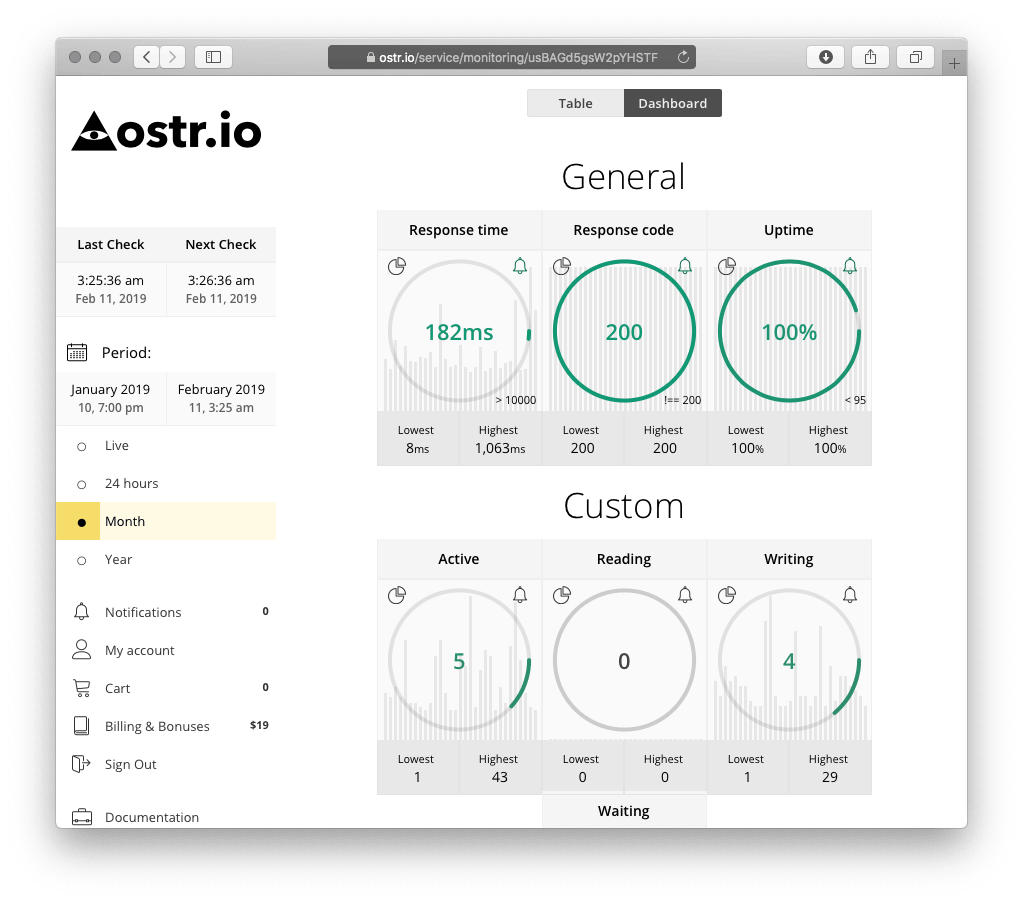 ostr.io/service/monitoring/usBAGd5gsW2pYHSTF
Table Dashboard
ostr.io
General
Last Check Next Check
3:25:36 am 3:26:36 am
Feb 11, 2019 Feb 11, 2019
Period:
January 2019 February 2019
10, 7:00 pm 11, 3:25 am
Live
24 hours
Month
Year
Notifications 0
My account
Cart 0
Billing & Bonuses $19
Sign Out
Documentation
Response time Response code Uptime
182ms 200 100%
> 10000 !== 200 < 95
Lowest Highest Lowest Highest Lowest Highest
8ms 1,063ms 200 200 100% 100%
Custom
Active Reading Writing
5 0 4
Lowest Highest Lowest Highest Lowest Highest
1 43 0 0 1 29
Waiting